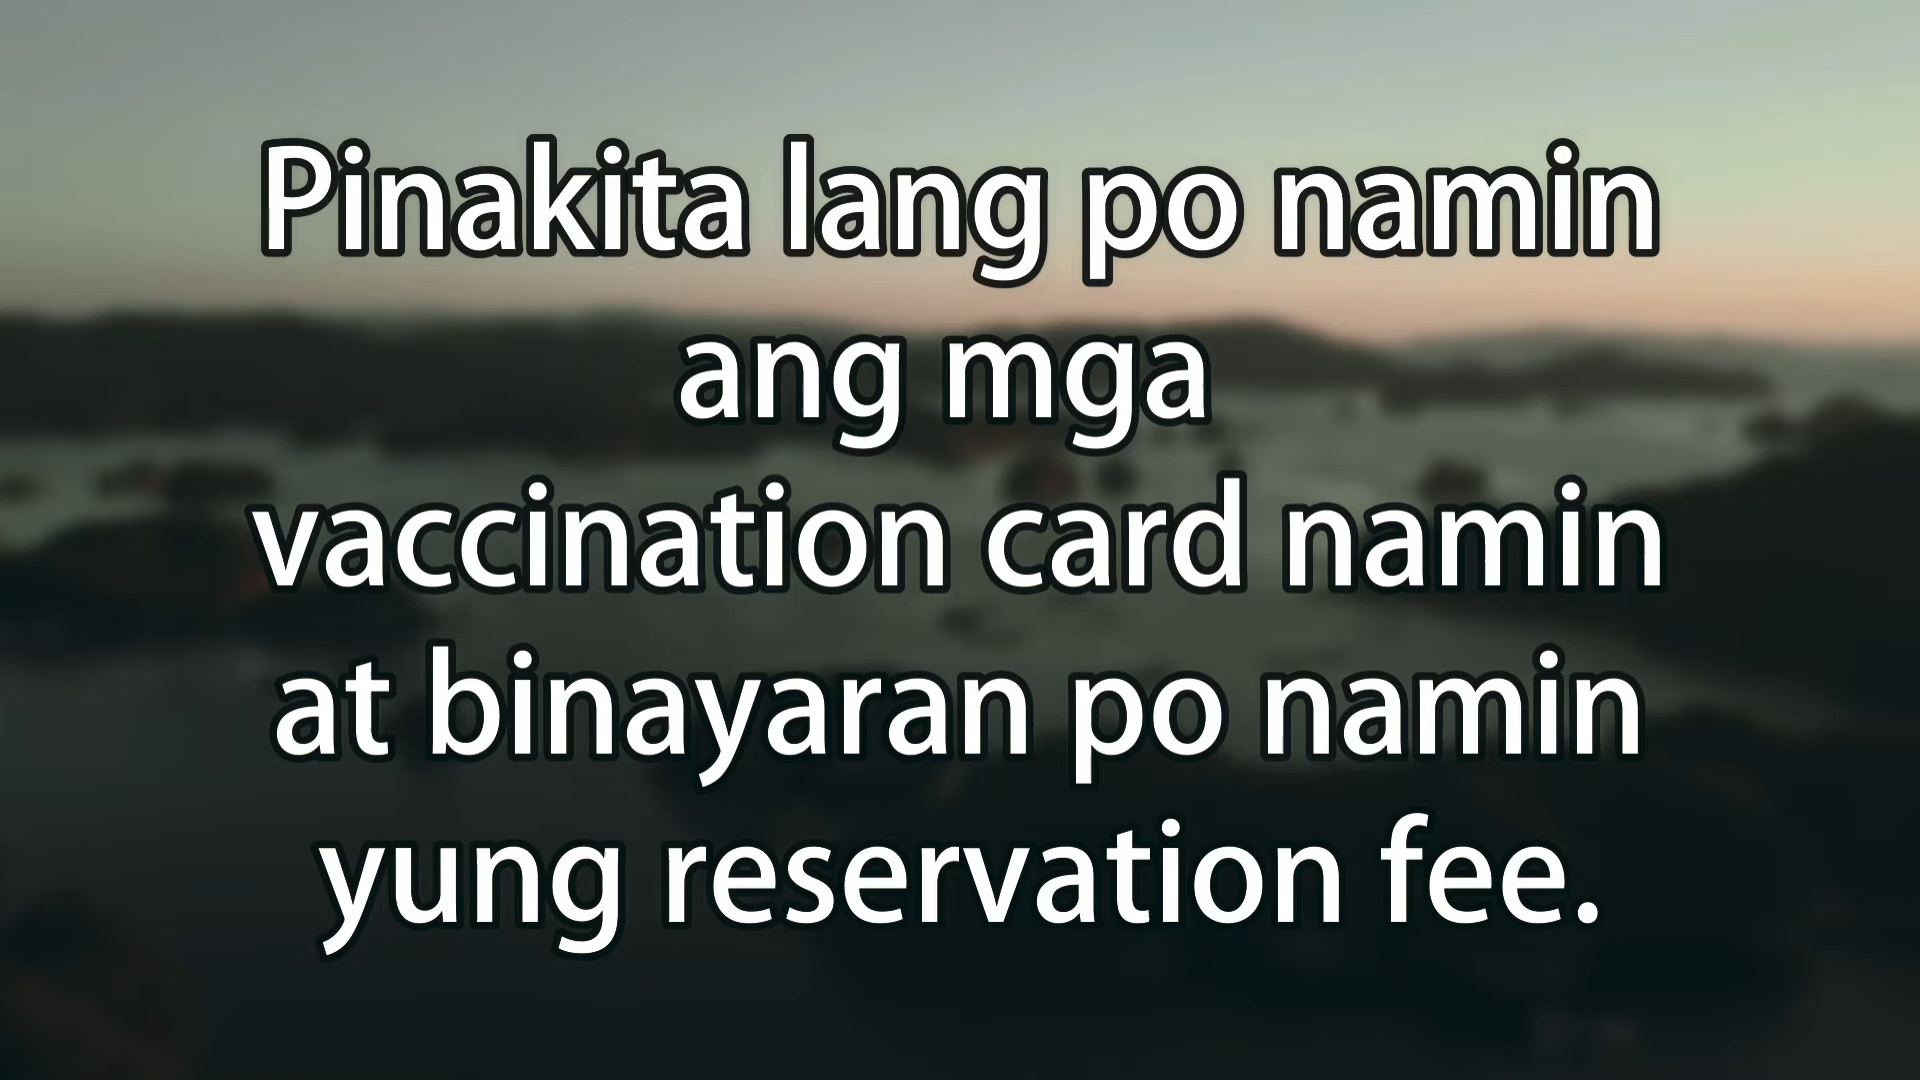 Pinakita lang po namin
ang mga
vaccination card namin
at binayaran po namin
yung reservation fee.